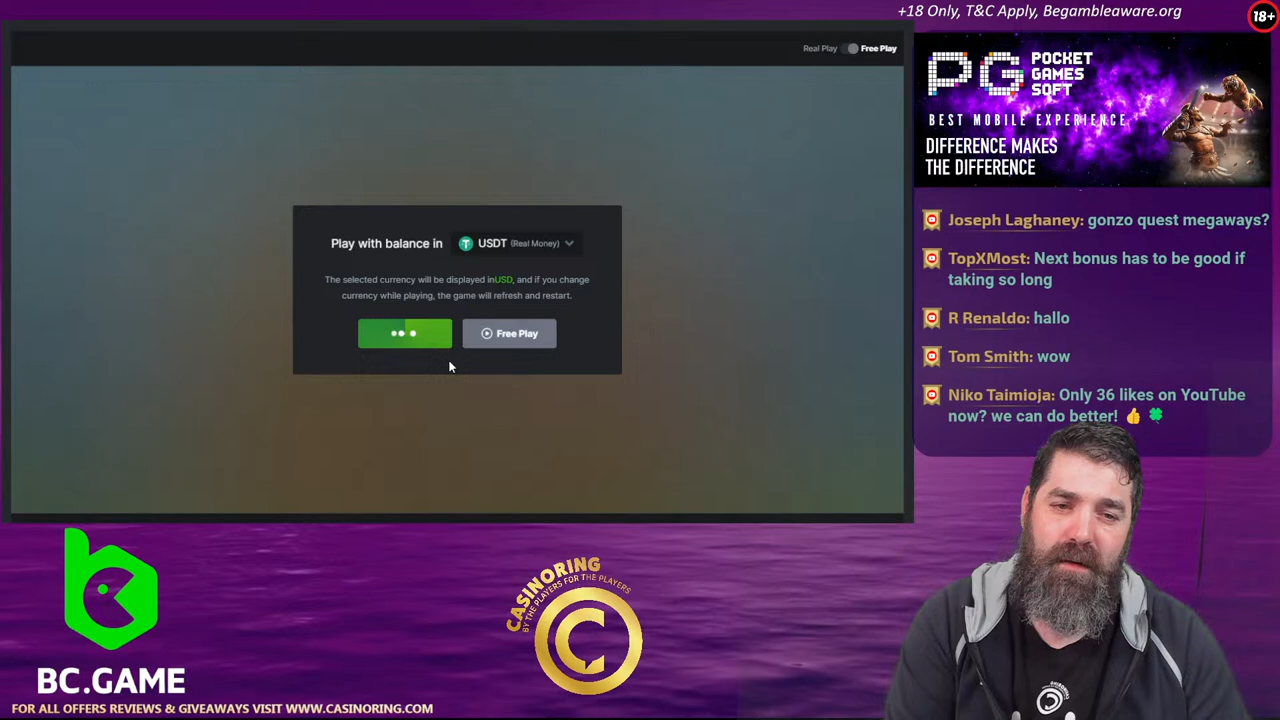 +18 Only, T&C Apply, Begambleaware.org
18+
Real Play
Free Play
PG POCKET
GAMES
SOFT
BEST MOBILE EXPERIENCE
DIFFERENCE MAKES
THE DIFFERENCE
Play with balance in
T USDT (Real Money)
The selected currency will be displayed inUSD, and if you change
currency while playing, the game will refresh and restart.
Free Play
Joseph Laghaney: gonzo quest megaways?
TopXMost: Next bonus has to be good if
taking so long
R Renaldo: hallo
Tom Smith: wow
Niko Taimioja: Only 36 likes on YouTube
now? we can do better! 👍 🍀
CASINORING
BY THE PLAYERS FOR THE PLAYERS
BC.GAME
FOR ALL OFFERS REVIEWS & GIVEAWAYS VISIT WWW.CASINORING.COM